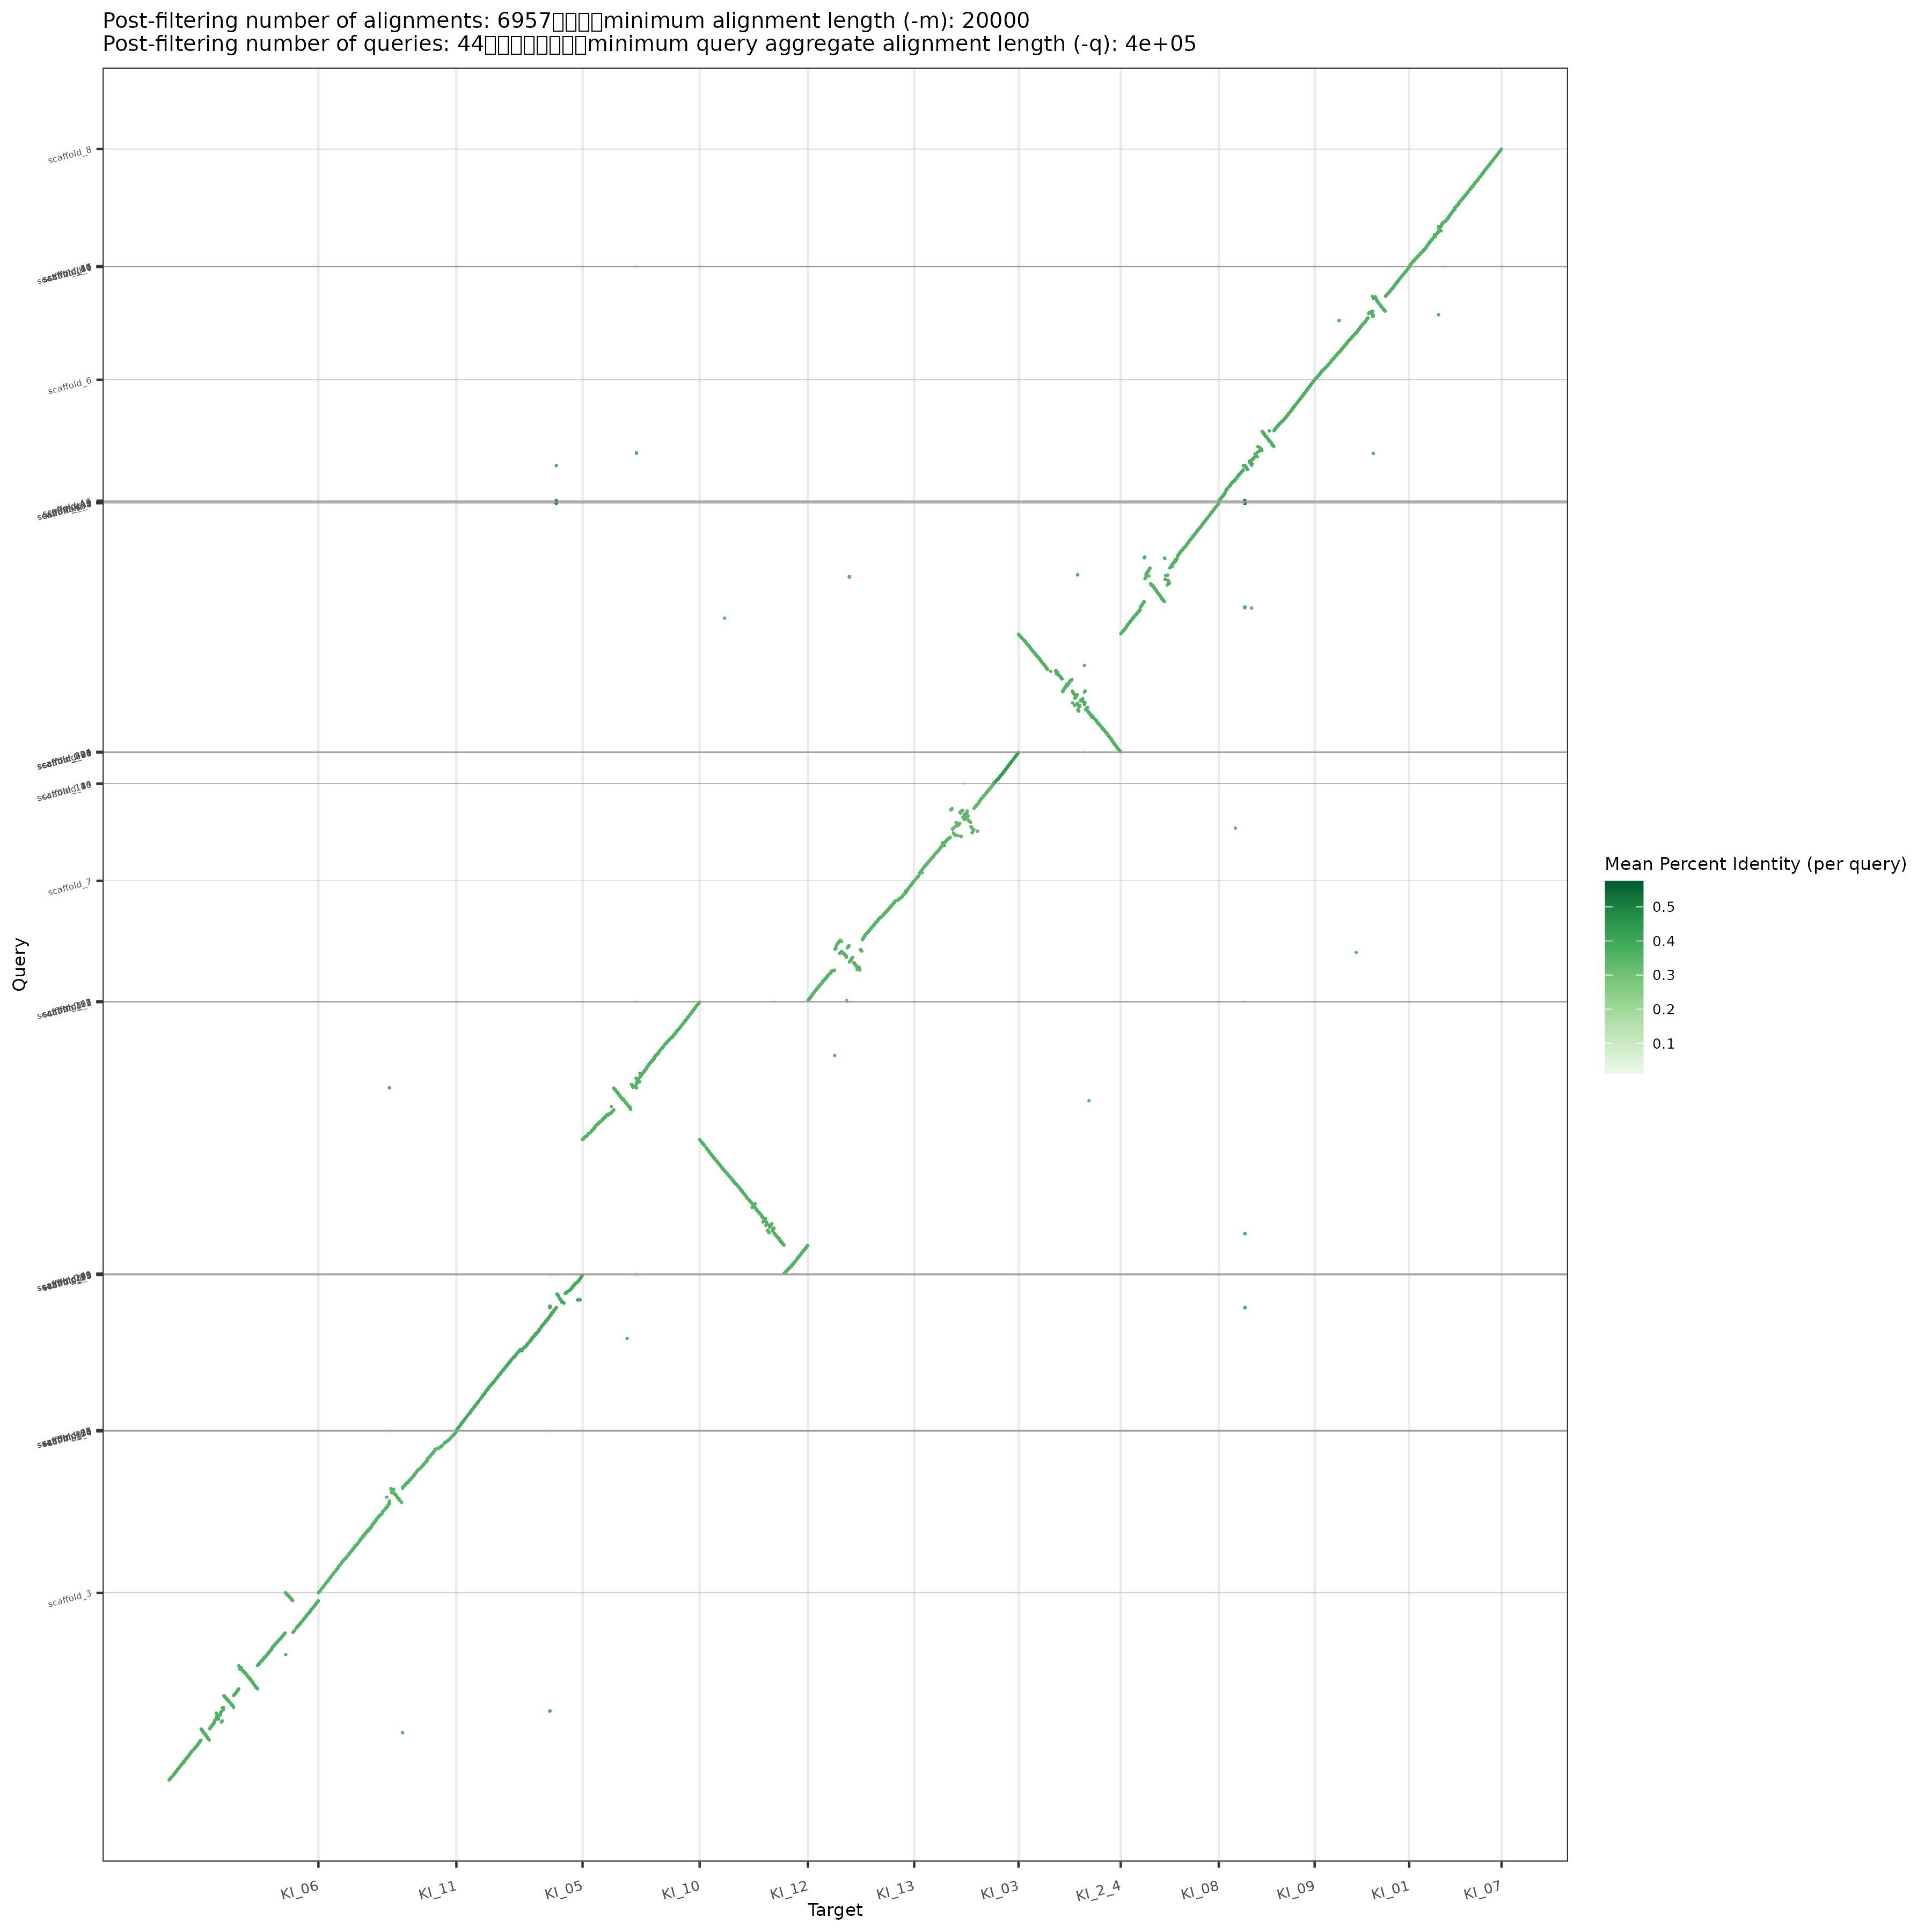 Post-filtering number of alignments: 6957□□□□minimum alignment length (-m): 20000
Post-filtering number of queries: 44□□□□□□□□minimum query aggregate alignment length (-q): 4e+05
scaffold_8
scaffold_6
scaffold_7
scaffold_3
Query
KI_06
KI_11
KI_05
KI_10
KI_12
KI_13
KI_03
KI_2_4
KI_08
KI_09
KI_01
KI_07
Target
Mean Percent Identity (per query)
0.5
0.4
0.3
0.2
0.1